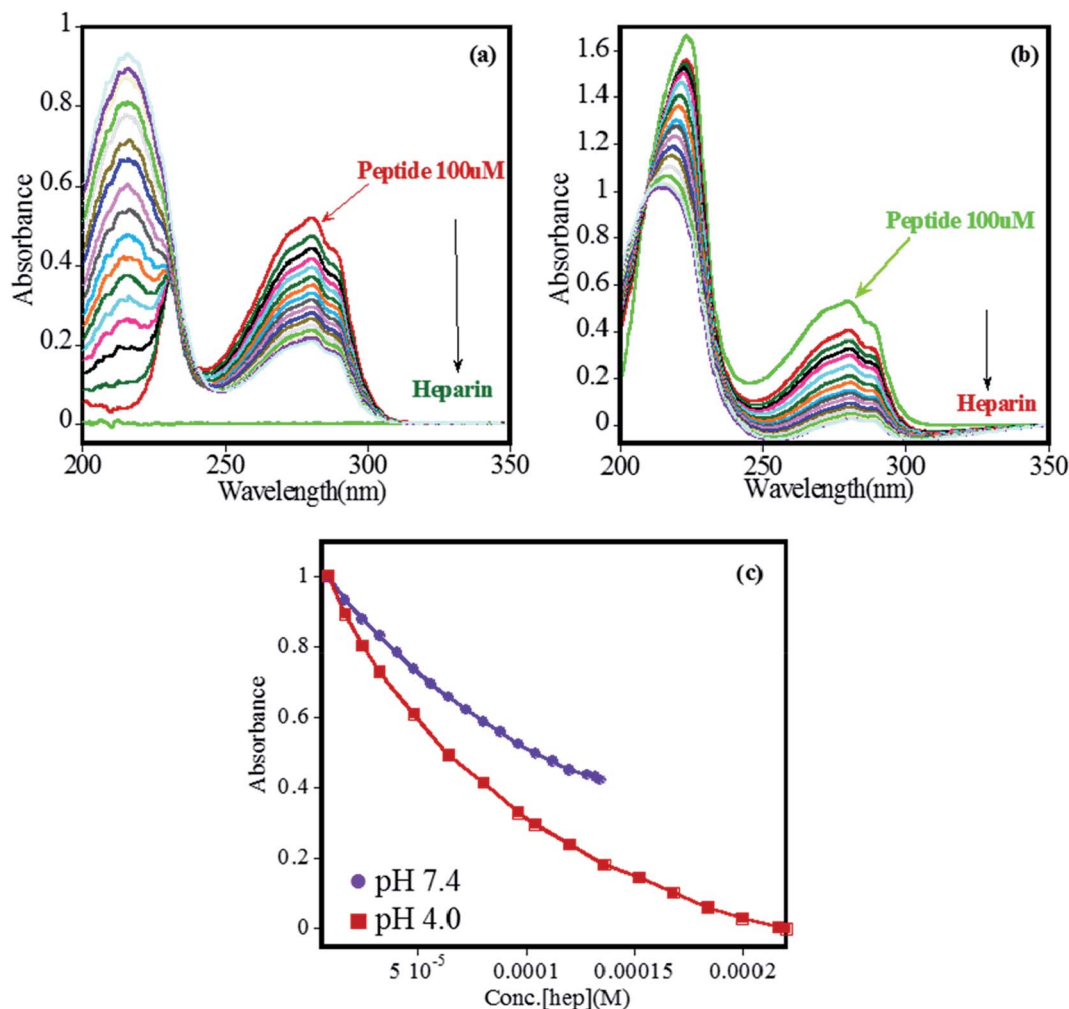 (a)
1
0.8
0.6
0.4
0.2
0
Absorbance
Peptide 100uM
Heparin
200
250
300
350
Wavelength(nm)
(b)
1.6
1.4
1.2
1
0.8
0.6
0.4
0.2
0
Absorbance
Peptide 100uM
Heparin
200
250
300
350
Wavelength(nm)
(c)
1
0.8
0.6
0.4
0.2
0
Absorbance
pH 7.4
pH 4.0
5 10⁻⁵
0.0001
0.00015
0.0002
Conc.[hep](M)